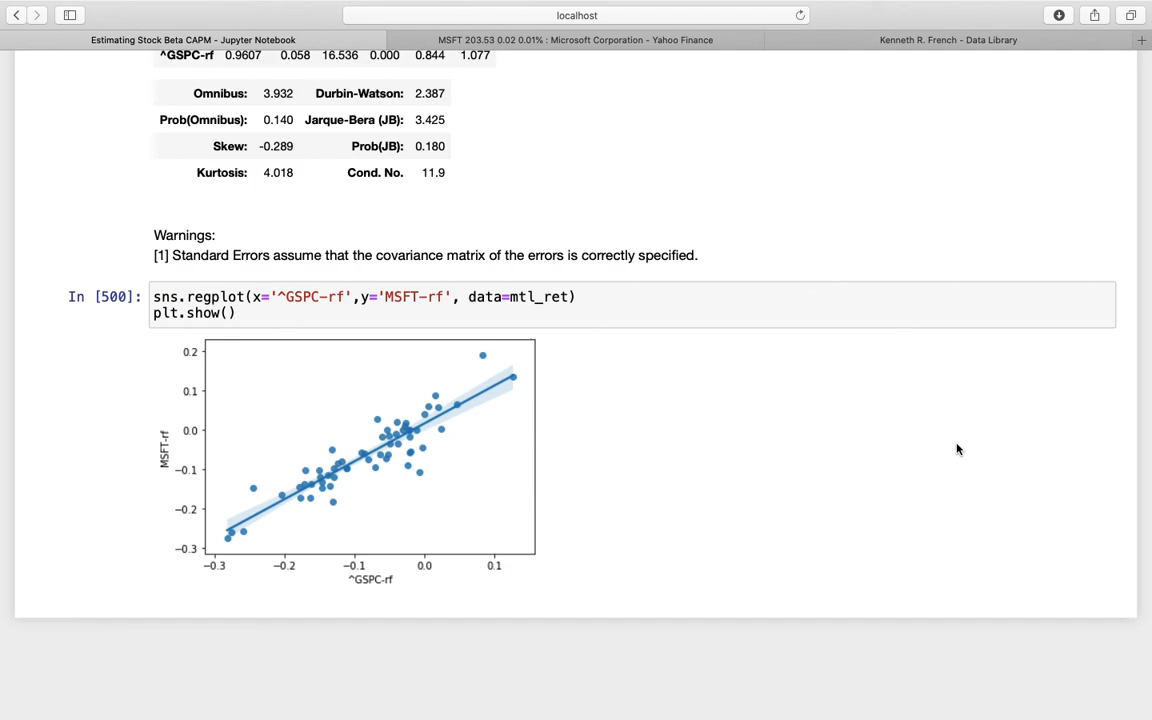 localhost
Estimating Stock Beta CAPM - Jupyter Notebook
MSFT 203.53 0.02 0.01% : Microsoft Corporation - Yahoo Finance
Kenneth R. French - Data Library
^GSPC-rf 0.9607 0.058 16.536 0.000 0.844 1.077
Omnibus: 3.932 Durbin-Watson: 2.387
Prob(Omnibus): 0.140 Jarque-Bera (JB): 3.425
Skew: -0.289 Prob(JB): 0.180
Kurtosis: 4.018 Cond. No. 11.9
Warnings:
[1] Standard Errors assume that the covariance matrix of the errors is correctly specified.
In [500]: sns.regplot(x='^GSPC-rf',y='MSFT-rf', data=mtl_ret)
plt.show()
0.2
0.1
0.0
−0.1
−0.2
−0.3
MSFT-rf
−0.3 −0.2 −0.1 0.0 0.1
^GSPC-rf